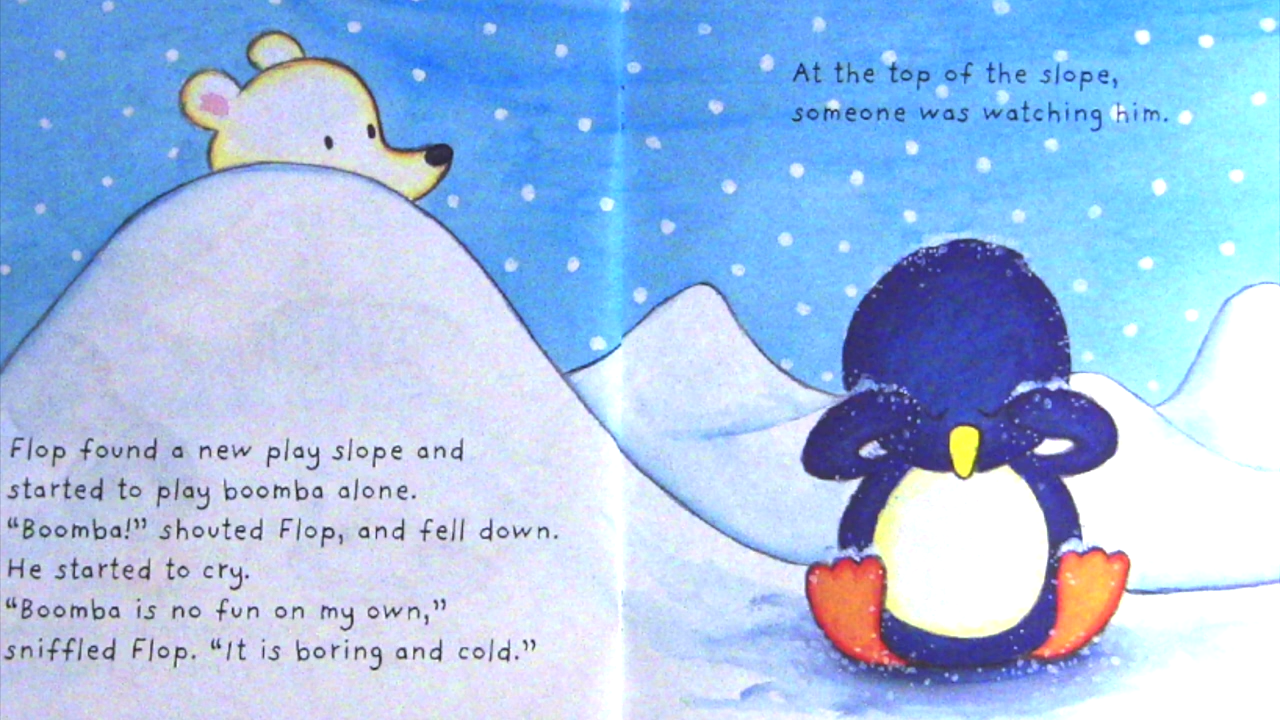 Flop found a new play slope and
started to play boomba alone.
“Boomba!” shouted Flop, and fell down.
He started to cry.
“Boomba is no fun on my own,”
sniffled Flop. “It is boring and cold.”
At the top of the slope,
someone was watching him.